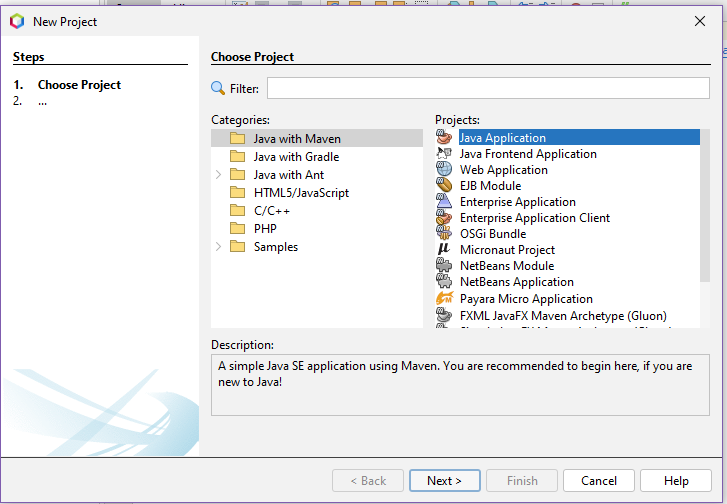 New Project
Steps
1. Choose Project
2. ...
Choose Project
Filter:
Categories:
Java with Maven
Java with Gradle
Java with Ant
HTML5/JavaScript
C/C++
PHP
Samples
Projects:
Java Application
Java Frontend Application
Web Application
EJB Module
Enterprise Application
Enterprise Application Client
OSGi Bundle
Micronaut Project
NetBeans Module
NetBeans Application
Payara Micro Application
FXML JavaFX Maven Archetype (Gluon)
Description:
A simple Java SE application using Maven. You are recommended to begin here, if you are
new to Java!
< Back
Next >
Finish
Cancel
Help